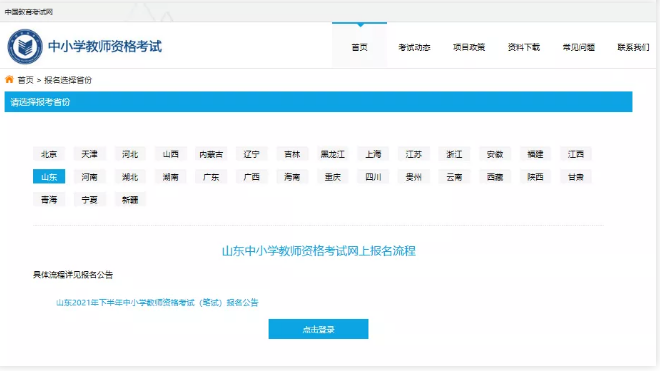 中国教育考试网
中小学教师资格考试
首页 考试动态 项目政策 资料下载 常见问题 联系我们
首页 > 报名选择省份
请选择报考省份
北京 天津 河北 山西 内蒙古 辽宁 吉林 黑龙江 上海 江苏 浙江 安徽 福建 江西
山东 河南 湖北 湖南 广东 广西 海南 重庆 四川 贵州 云南 西藏 陕西 甘肃
青海 宁夏 新疆
山东中小学教师资格考试网上报名流程
具体流程详见报名公告
山东2021年下半年中小学教师资格考试（笔试）报名公告
点击登录